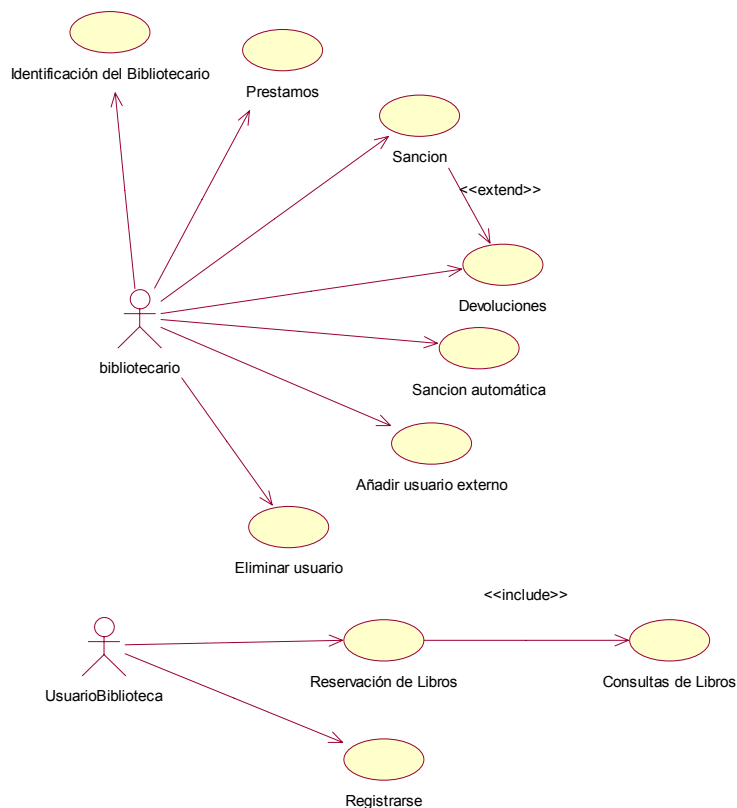 Identificación del Bibliotecario
Prestamos
Sancion
<<extend>>
Devoluciones
bibliotecario
Sancion automática
Añadir usuario externo
Eliminar usuario
<<include>>
UsuarioBiblioteca
Reservación de Libros
Consultas de Libros
Registrarse